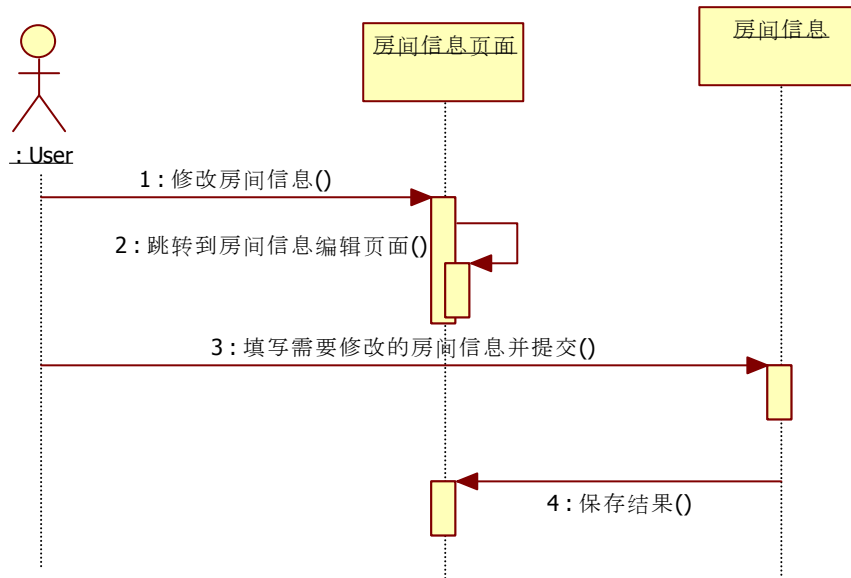 房间信息页面
房间信息
: User
1 : 修改房间信息()
2 : 跳转到房间信息编辑页面()
3 : 填写需要修改的房间信息并提交()
4 : 保存结果()